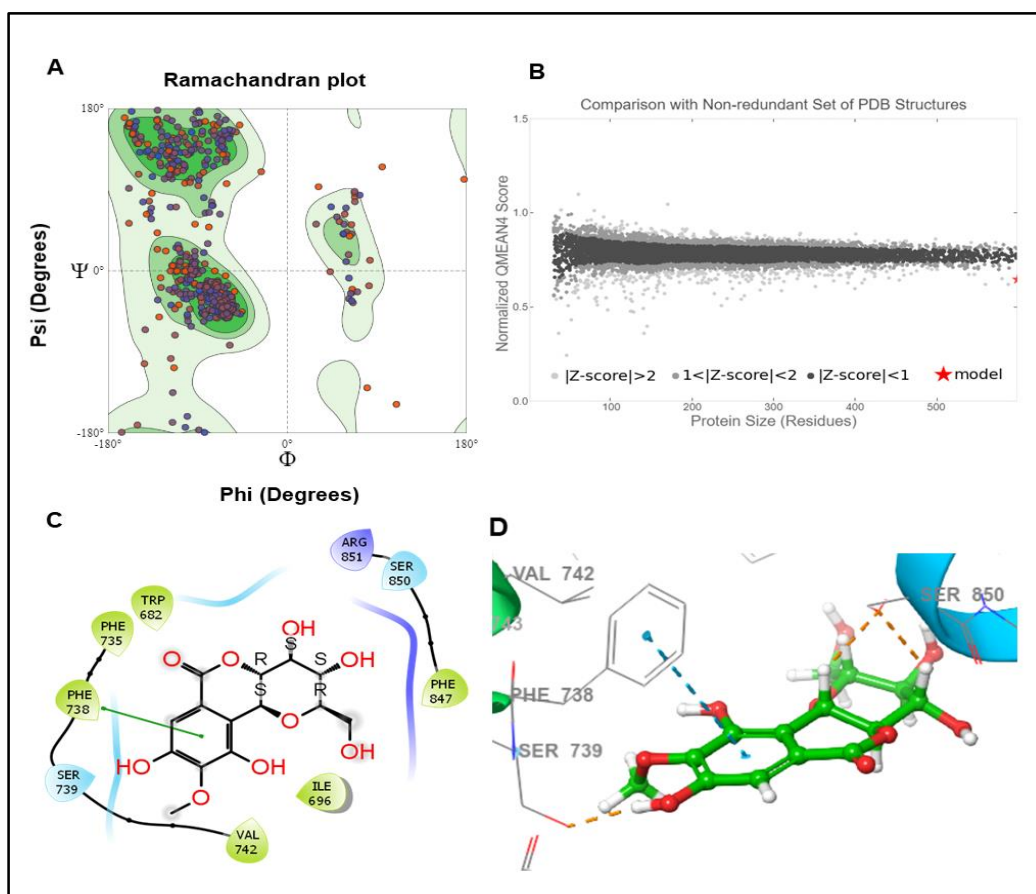 A
Ramachandran plot
180°
Psi (Degrees)
Ψ
0°
-180°
-180°
0°
180°
Φ
Phi (Degrees)
B
Comparison with Non-redundant Set of PDB Structures
1.5
1.0
0.5
0.0
Normalized QMEAN4 Score
|Z-score|>2
1<|Z-score|<2
|Z-score|<1
model
100
200
300
400
500
Protein Size (Residues)
C
ARG
851
SER
850
TRP
682
PHE
735
PHE
738
PHE
847
SER
739
ILE
696
VAL
742
OH
S
O
O
R
S
OH
S
R
O
HO
OH
O
HO
D
VAL 742
743
PHE 738
SER 739
SER 850